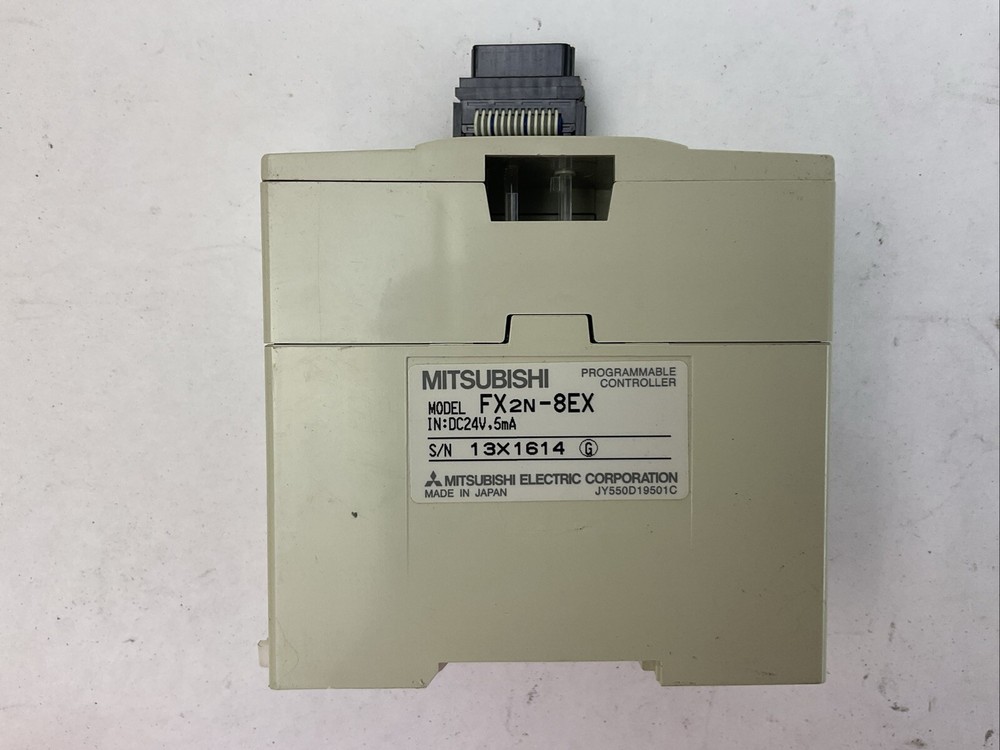 MITSUBISHI PROGRAMMABLE CONTROLLER
MODEL FX2N-8EX
IN:DC24V,5mA
S/N 13X1614 G
MITSUBISHI ELECTRIC CORPORATION
MADE IN JAPAN JY550D19501C